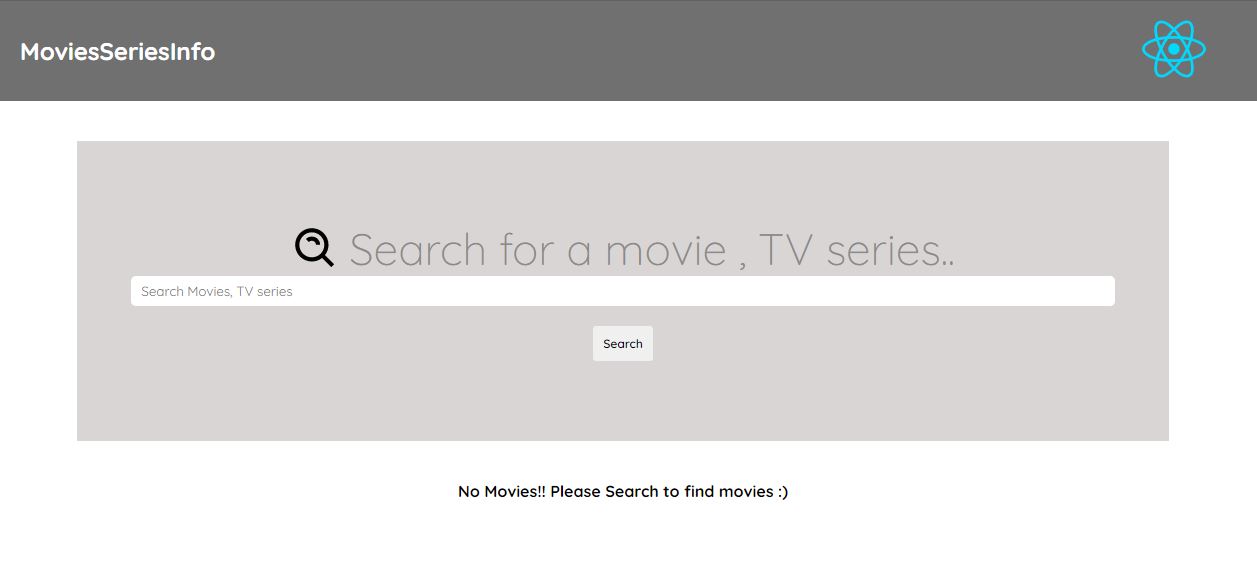 MoviesSeriesInfo
Search for a movie , TV series..
Search Movies, TV series
Search
No Movies!! Please Search to find movies :)